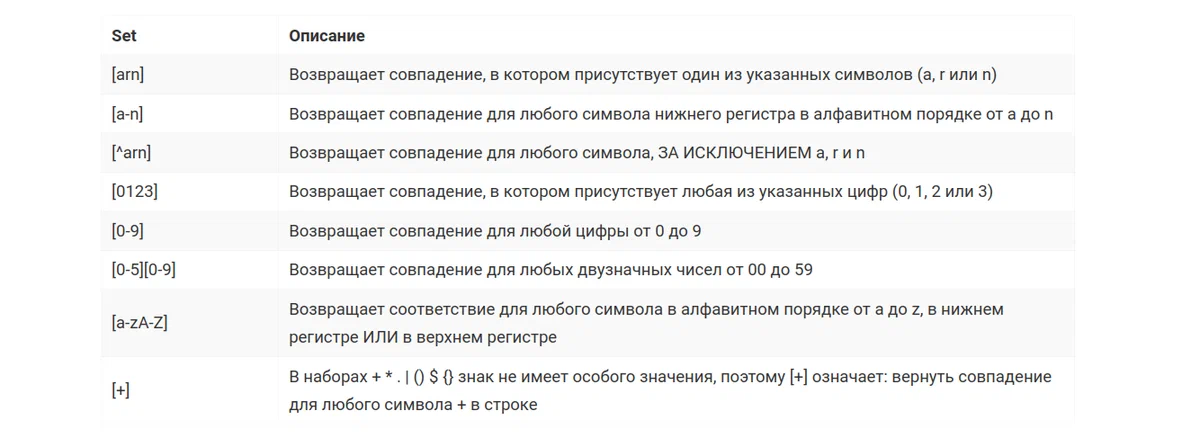 Set Описание
[arn] Возвращает совпадение, в котором присутствует один из указанных символов (a, r или n)
[a-n] Возвращает совпадение для любого символа нижнего регистра в алфавитном порядке от a до n
[^arn] Возвращает совпадение для любого символа, ЗА ИСКЛЮЧЕНИЕМ a, r и n
[0123] Возвращает совпадение, в котором присутствует любая из указанных цифр (0, 1, 2 или 3)
[0-9] Возвращает совпадение для любой цифры от 0 до 9
[0-5][0-9] Возвращает совпадение для любых двузначных чисел от 00 до 59
[a-zA-Z] Возвращает соответствие для любого символа в алфавитном порядке от a до z, в нижнем
регистре ИЛИ в верхнем регистре
[+] В наборах + * . | () $ {} знак не имеет особого значения, поэтому [+] означает: вернуть совпадение
для любого символа + в строке